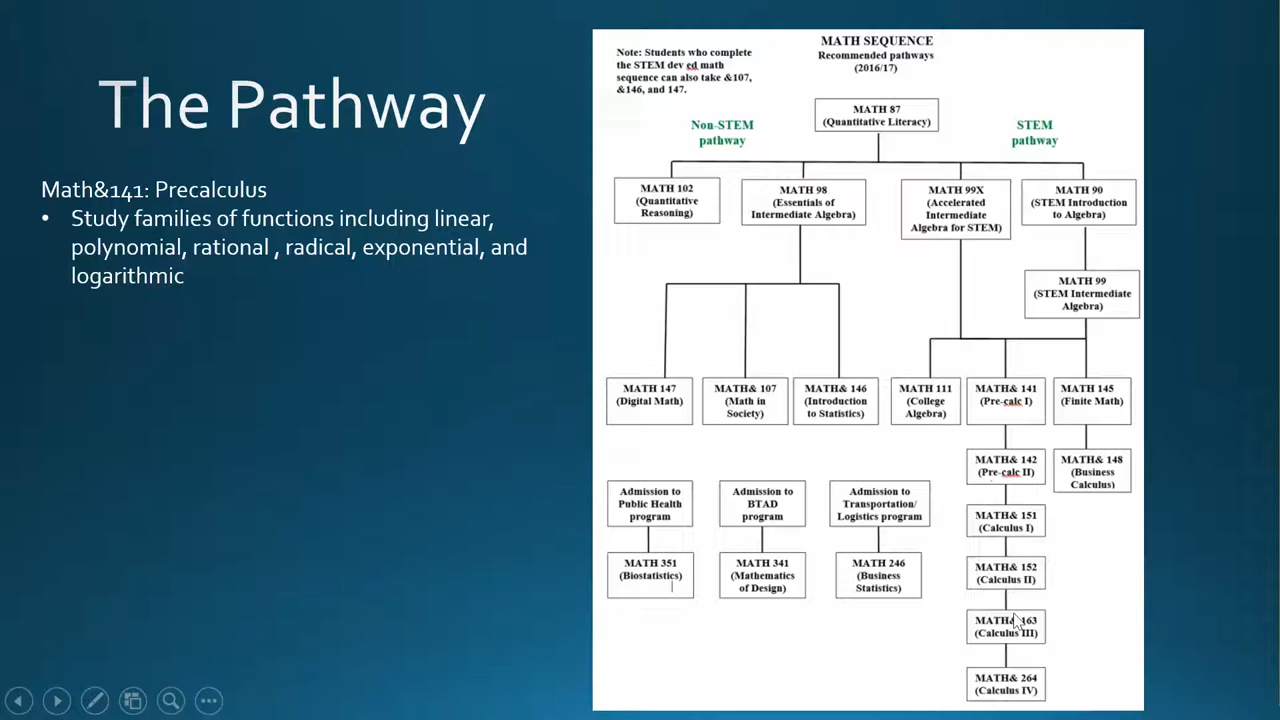 The Pathway
Math&141: Precalculus
• Study families of functions including linear,
polynomial, rational , radical, exponential, and
logarithmic
MATH SEQUENCE
Recommended pathways
(2016/17)
Note: Students who complete
the STEM dev ed math
sequence can also take &107,
&146, and 147.
MATH 87
(Quantitative Literacy)
Non-STEM
pathway
STEM
pathway
MATH 102
(Quantitative
Reasoning)
MATH 98
(Essentials of
Intermediate Algebra)
MATH 99X
(Accelerated
Intermediate
Algebra for STEM)
MATH 90
(STEM Introduction
to Algebra)
MATH 99
(STEM Intermediate
Algebra)
MATH 147
(Digital Math)
MATH& 107
(Math in
Society)
MATH& 146
(Introduction
to Statistics)
MATH 111
(College
Algebra)
MATH& 141
(Pre-calc I)
MATH 145
(Finite Math)
MATH& 142
(Pre-calc II)
MATH& 148
(Business
Calculus)
Admission to
Public Health
program
Admission to
BTAD
program
Admission to
Transportation/
Logistics program
MATH& 151
(Calculus I)
MATH 351
(Biostatistics)
MATH 341
(Mathematics
of Design)
MATH 246
(Business
Statistics)
MATH& 152
(Calculus II)
MATH& 163
(Calculus III)
MATH& 264
(Calculus IV)